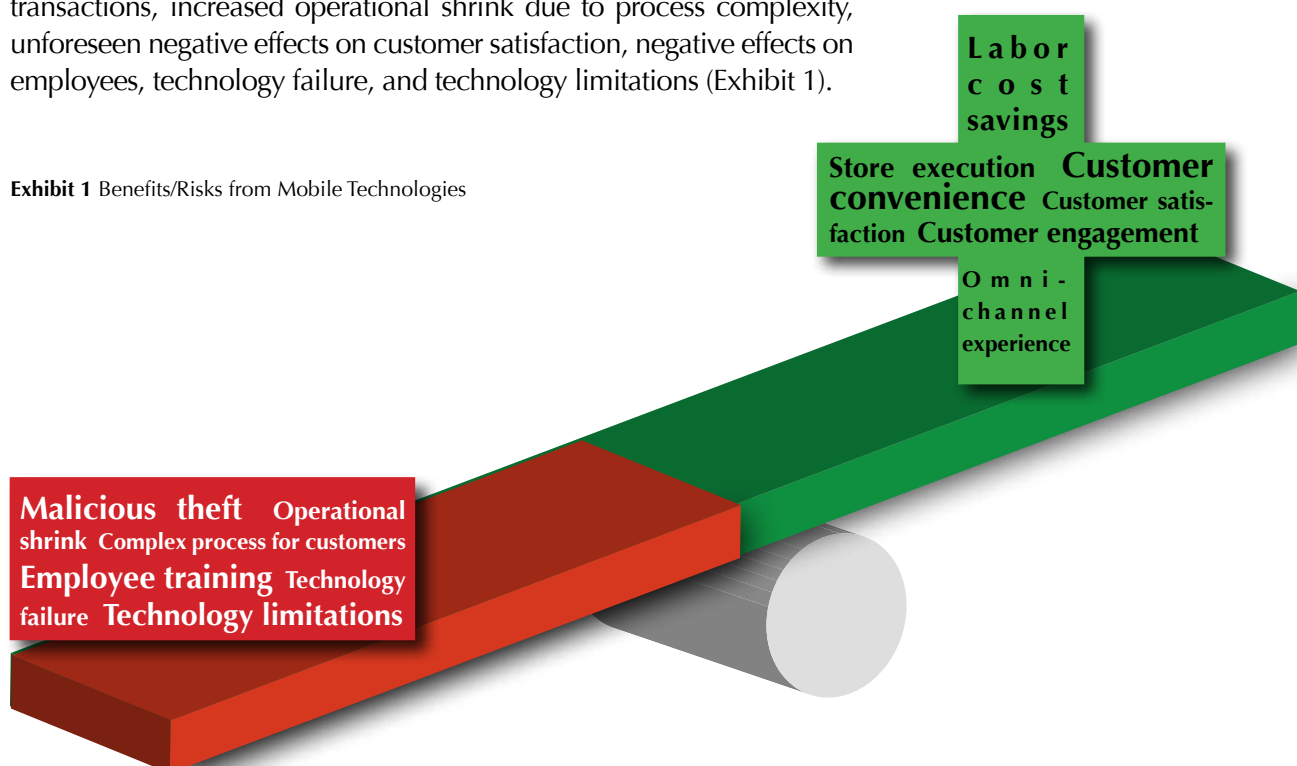 transactions, increased operational shrink due to process complexity,
unforeseen negative effects on customer satisfaction, negative effects on
employees, technology failure, and technology limitations (Exhibit 1).
Exhibit 1 Benefits/Risks from Mobile Technologies
Labor
cost
savings
Store execution Customer
convenience Customer satis-
faction Customer engagement
Omni-
channel
experience
Malicious theft Operational
shrink Complex process for customers
Employee training Technology
failure Technology limitations